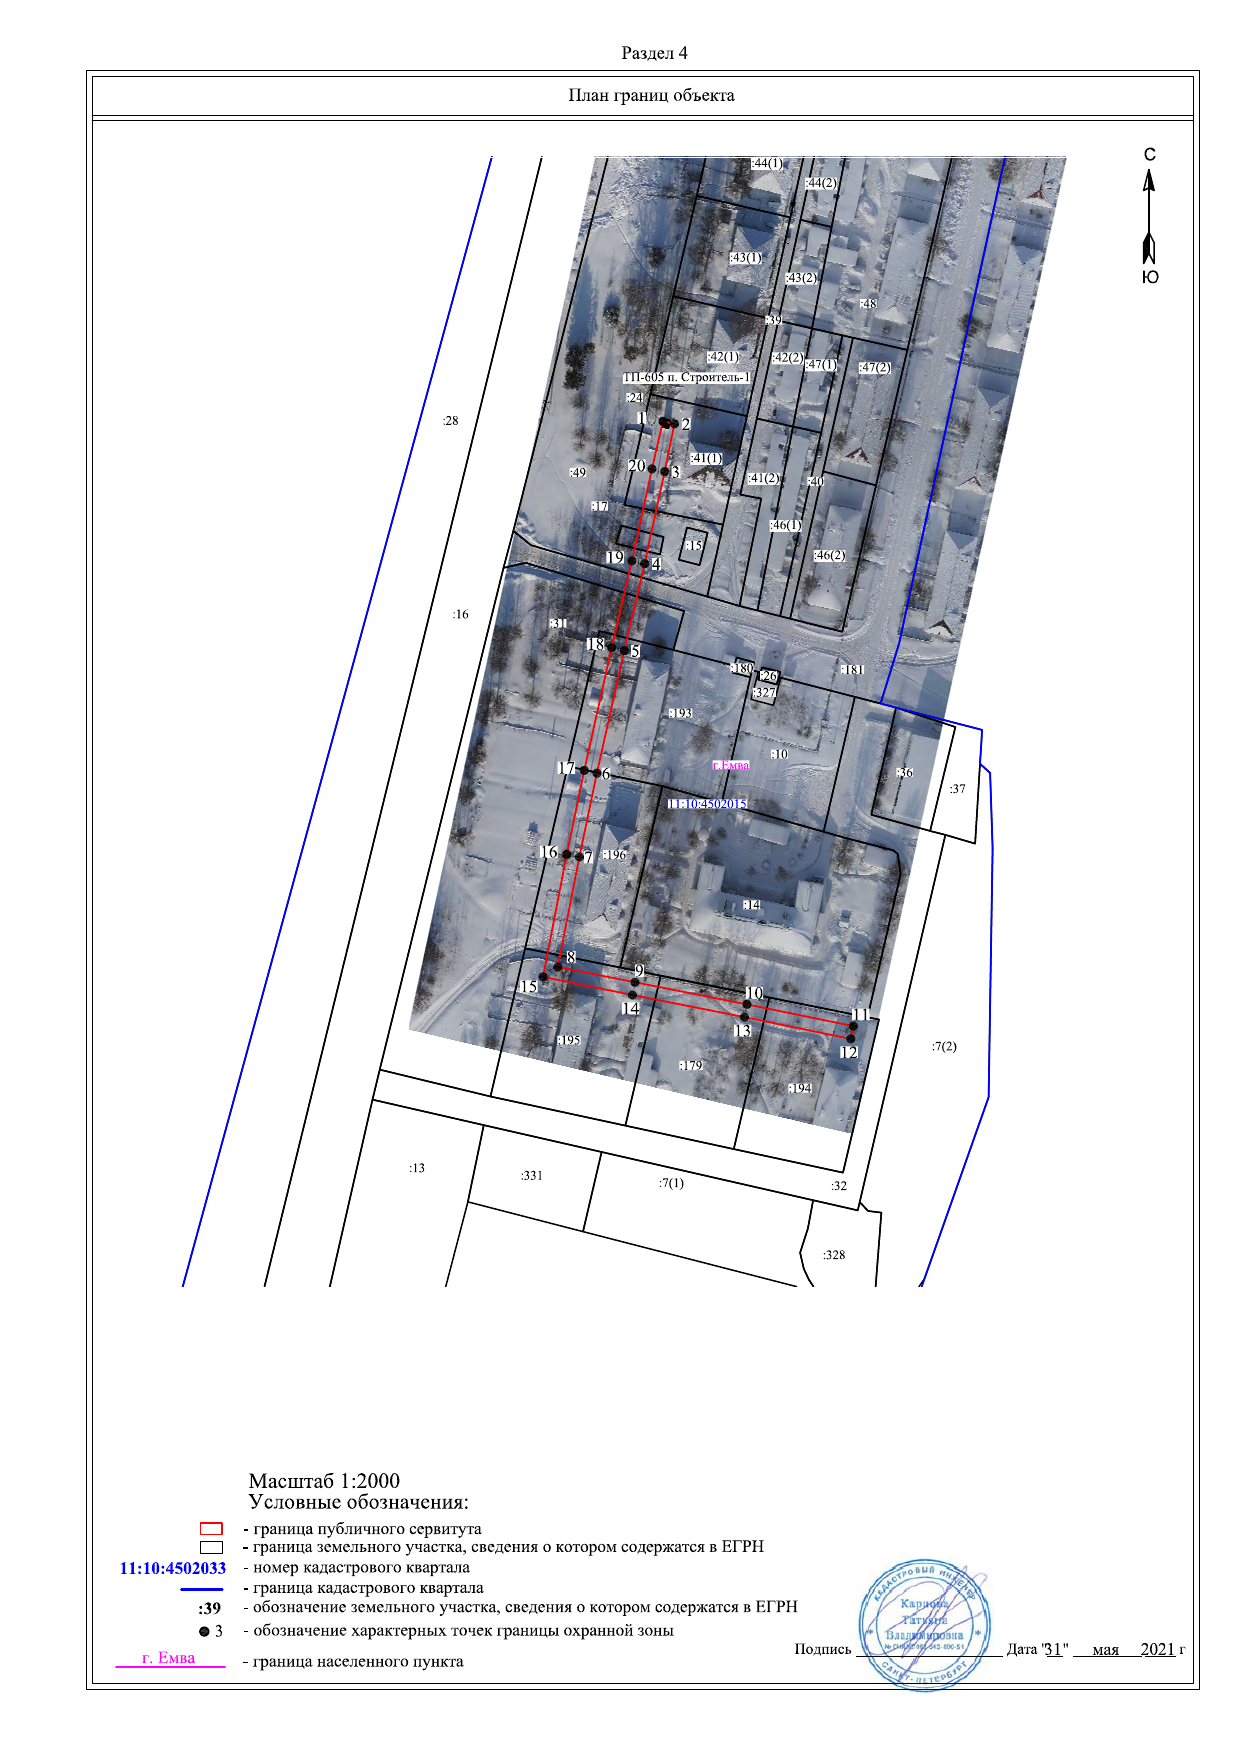 Раздел 4
План границ объекта
С
Ю
:44(1)
:44(2)
:43(1)
:43(2)
:48
:39
:42(1)
:42(2)
:47(1)
:47(2)
ТП-605 п. Строитель-1
:24
1
2
:28
20
3
:41(1)
:49
:41(2)
:40
:17
:46(1)
:15
:46(2)
19
4
:16
:31
18
5
:180
:26
:181
:327
:193
:10
г.Емва
17
6
:36
:37
11:10:4502015
16
7
:196
:14
8
9
15
10
14
11
13
12
:195
:7(2)
:179
:194
:13
:331
:7(1)
:32
:328
Масштаб 1:2000
Условные обозначения:
- граница публичного сервитута
- граница земельного участка, сведения о котором содержатся в ЕГРН
11:10:4502033 - номер кадастрового квартала
- граница кадастрового квартала
:39 - обозначение земельного участка, сведения о котором содержатся в ЕГРН
3 - обозначение характерных точек границы охранной зоны
г. Емва - граница населенного пункта
КАДАСТРОВЫЙ ИНЖЕНЕР
Карпова
Татьяна
Владимировна
САНКТ-ПЕТЕРБУРГ
Подпись
Дата "31" мая 2021 г